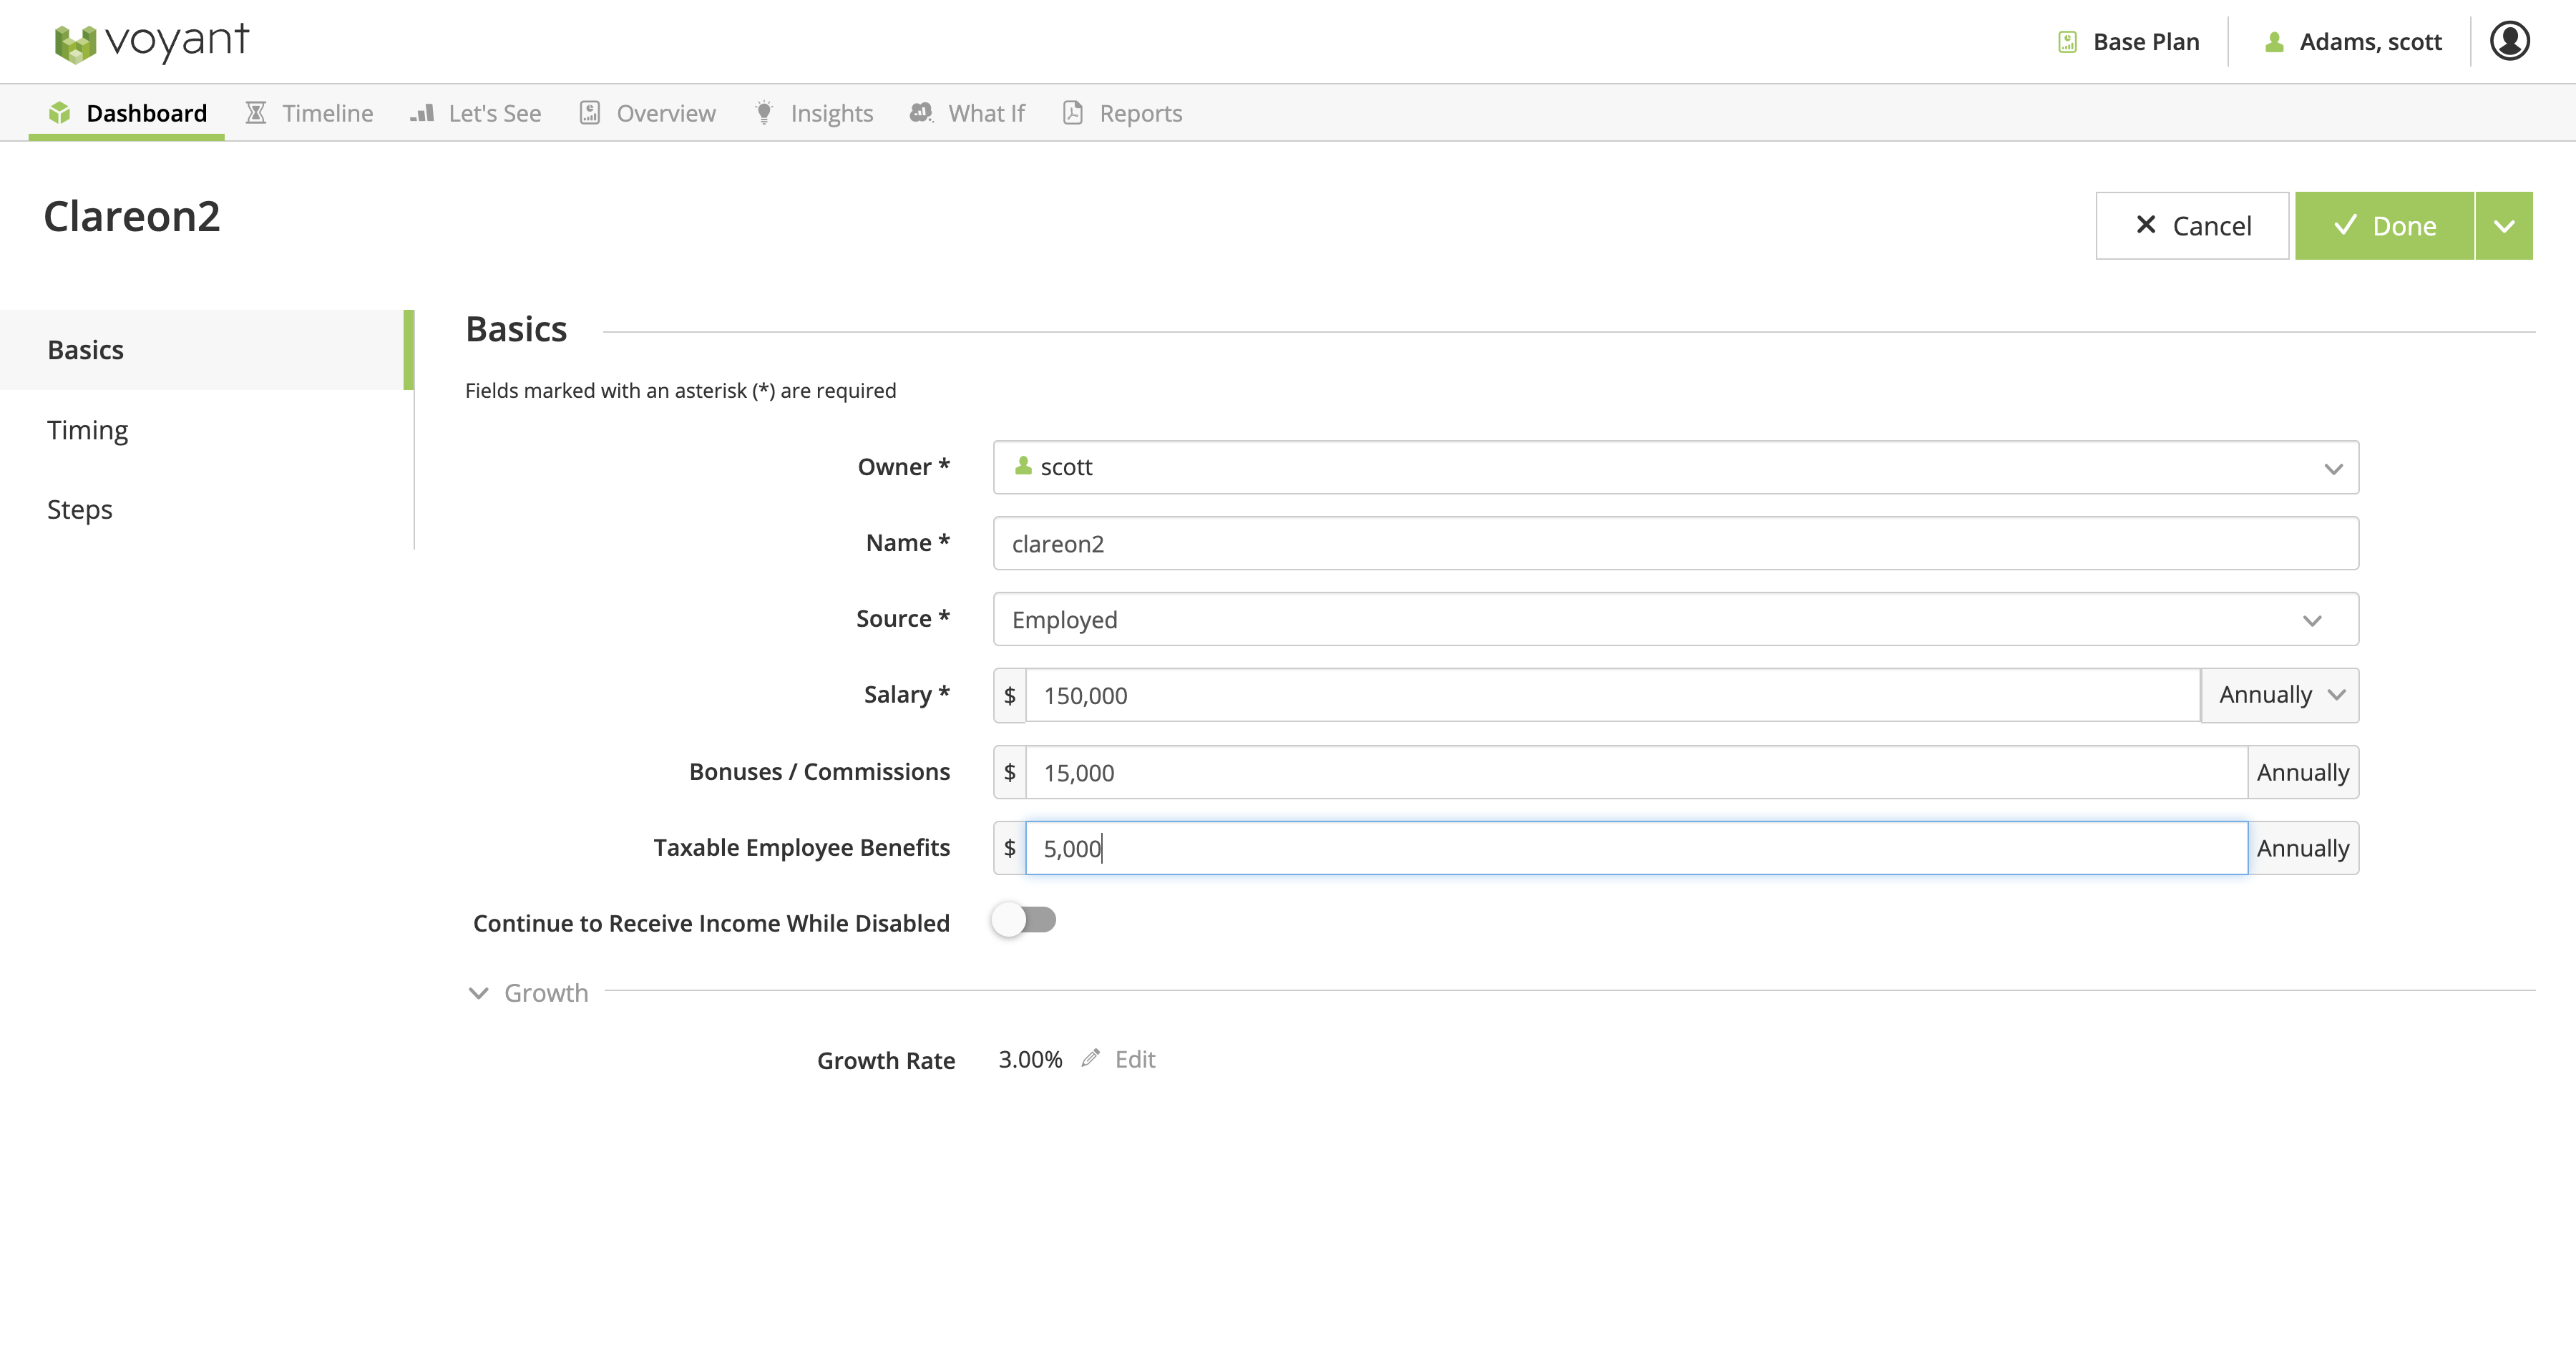 voyant
Base Plan
Adams, scott
Dashboard
Timeline
Let's See
Overview
Insights
What If
Reports
Clareon2
Cancel
Done
Basics
Timing
Steps
Basics
Fields marked with an asterisk (*) are required
Owner * scott
Name * clareon2
Source * Employed
Salary * $ 150,000 Annually
Bonuses / Commissions $ 15,000 Annually
Taxable Employee Benefits $ 5,000 Annually
Continue to Receive Income While Disabled
Growth
Growth Rate 3.00% Edit